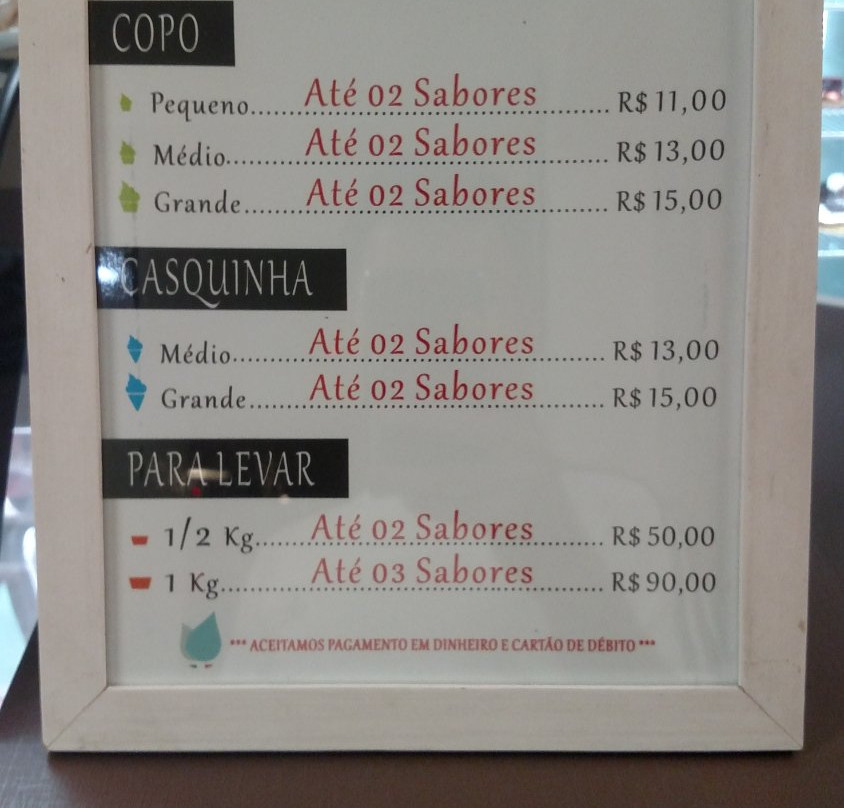 COPO
Pequeno.....Até 02 Sabores.....R$ 11,00
Médio.....Até 02 Sabores.....R$ 13,00
Grande.....Até 02 Sabores.....R$ 15,00
CASQUINHA
Médio.....Até 02 Sabores.....R$ 13,00
Grande.....Até 02 Sabores.....R$ 15,00
PARA LEVAR
1/2 Kg.....Até 02 Sabores.....R$ 50,00
1 Kg.....Até 03 Sabores.....R$ 90,00
*** ACEITAMOS PAGAMENTO EM DINHEIRO E CARTÃO DE DÉBITO ***